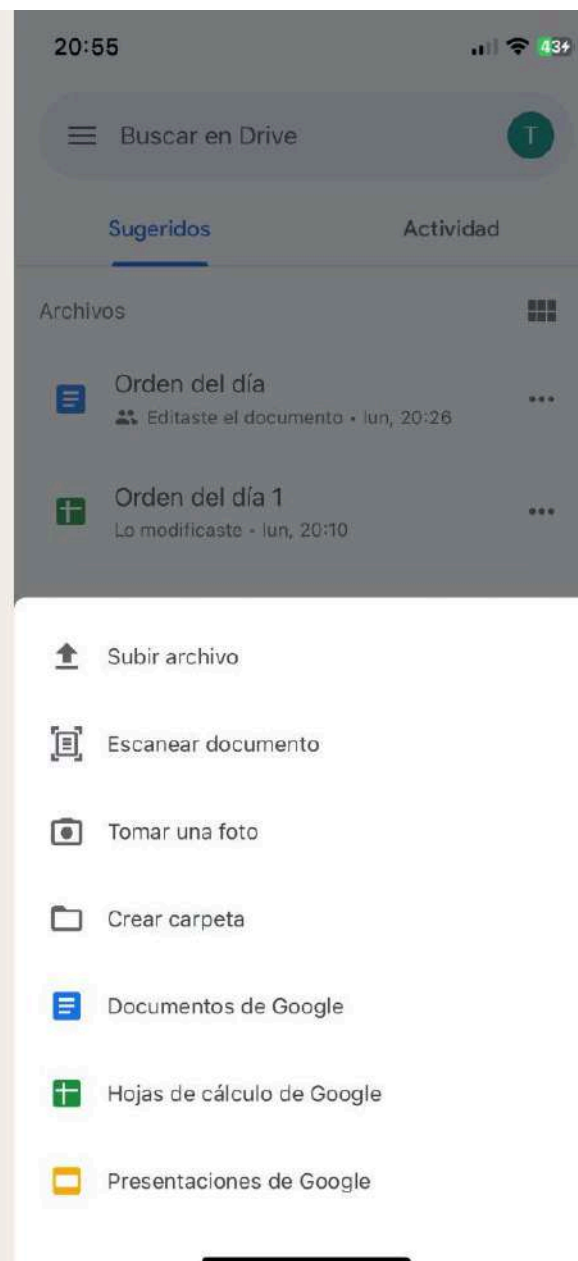 20:55
43
Buscar en Drive
T
Sugeridos
Actividad
Archivos
Orden del día
Editaste el documento • lun, 20:26
Orden del día 1
Lo modificaste • lun, 20:10
Subir archivo
Escanear documento
Tomar una foto
Crear carpeta
Documentos de Google
Hojas de cálculo de Google
Presentaciones de Google